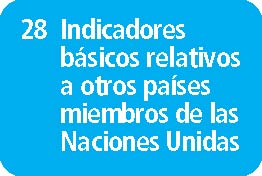 28 Indicadores
básicos relativos
a otros países
miembros de las
Naciones Unidas